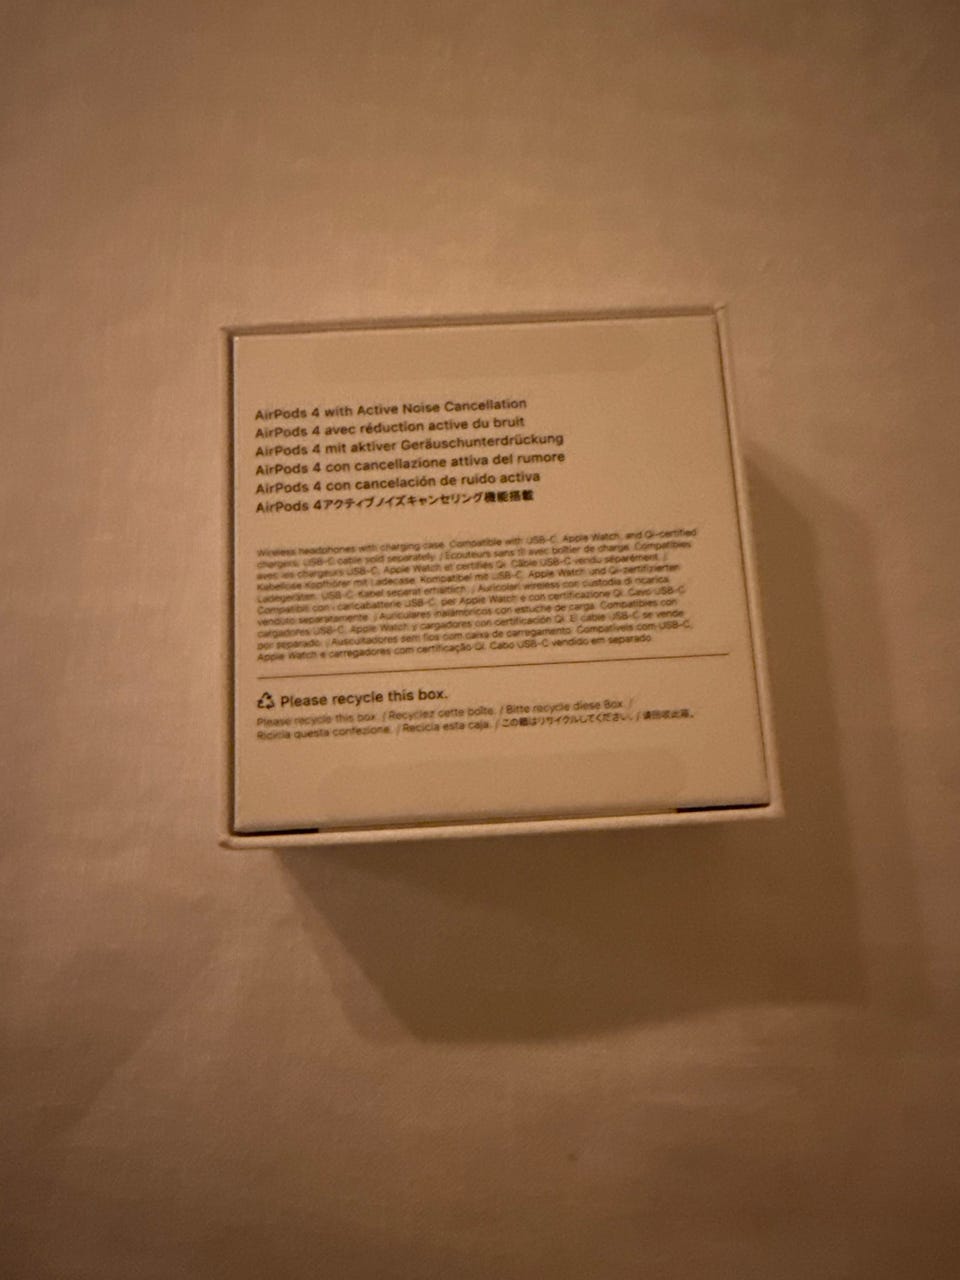 AirPods 4 with Active Noise Cancellation
AirPods 4 avec réduction active du bruit
AirPods 4 mit aktiver Geräuschunterdrückung
AirPods 4 con cancellazione attiva del rumore
AirPods 4 con cancelación de ruido activa
AirPods 4アクティブノイズキャンセリング機能搭載
Wireless headphones with charging case. Compatible with USB-C, Apple Watch, and Qi-certified
chargers. USB-C cable sold separately. / Écouteurs sans fil avec boîtier de charge. Compatibles
avec les chargeurs USB-C, Apple Watch et certifiés Qi. Câble USB-C vendu séparément. /
Kabellose Kopfhörer mit Ladecase. Kompatibel mit USB-C, Apple Watch und Qi-zertifizierten
Ladegeräten. USB-C Kabel separat erhältlich. / Auricolari wireless con custodia di ricarica.
Compatibili con i caricabatterie USB-C, per Apple Watch e con certificazione Qi. Cavo USB-C
venduto separatamente. / Auriculares inalámbricos con estuche de carga. Compatibles con
cargadores USB-C, Apple Watch y cargadores con certificación Qi. El cable USB-C se vende
por separado. / Auscultadores sem fios com caixa de carregamento. Compatíveis com USB-C,
Apple Watch e carregadores com certificação Qi. Cabo USB-C vendido em separado.
Please recycle this box.
Please recycle this box. / Recyclez cette boîte. / Bitte recycle diese Box. /
Ricicla questa confezione. / Recicla esta caja. / この箱はリサイクルしてください。/ 请回收此箱。